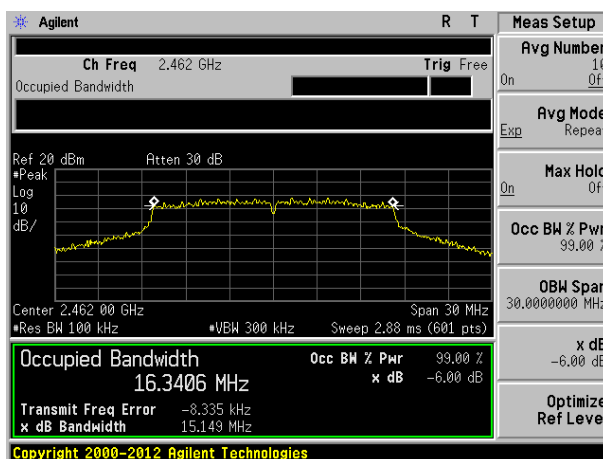 Agilent
R T
Ch Freq 2.462 GHz
Trig Free
Occupied Bandwidth
Ref 20 dBm
Atten 30 dB
#Peak
Log
10
dB/
Center 2.462 00 GHz
Span 30 MHz
#Res BW 100 kHz
#VBW 300 kHz
Sweep 2.88 ms (601 pts)
Occupied Bandwidth
16.3406 MHz
Occ BW % Pwr 99.00 %
x dB -6.00 dB
Transmit Freq Error -8.335 kHz
x dB Bandwidth 15.149 MHz
Copyright 2000-2012 Agilent Technologies
Meas Setup
Avg Number
10
On Of
Avg Mode
Exp Repea
Max Hold
On Of
Occ BW % Pwr
99.00 %
OBW Span
30.0000000 MHz
x dB
-6.00 dB
Optimize
Ref Leve